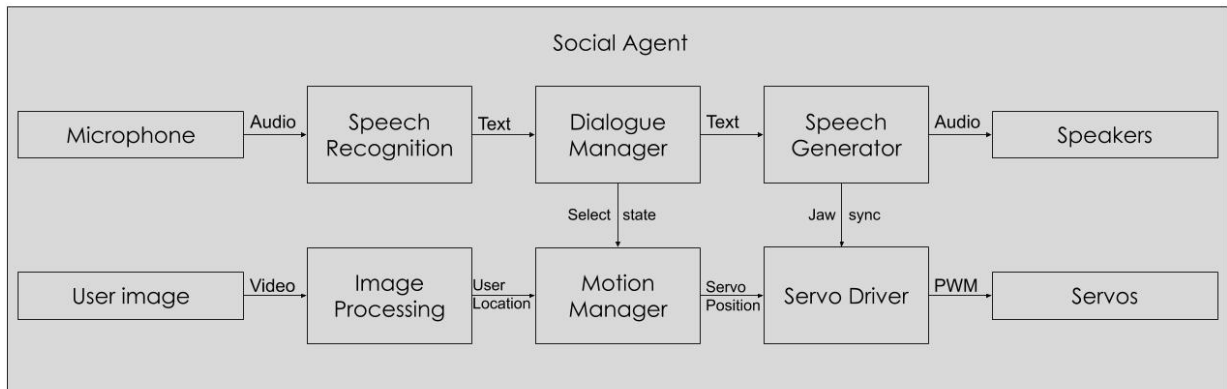 Social Agent
Microphone
Audio
Speech
Recognition
Text
Dialogue
Manager
Text
Speech
Generator
Audio
Speakers
Select state
Jaw sync
User image
Video
Image
Processing
User
Location
Motion
Manager
Servo
Position
Servo Driver
PWM
Servos